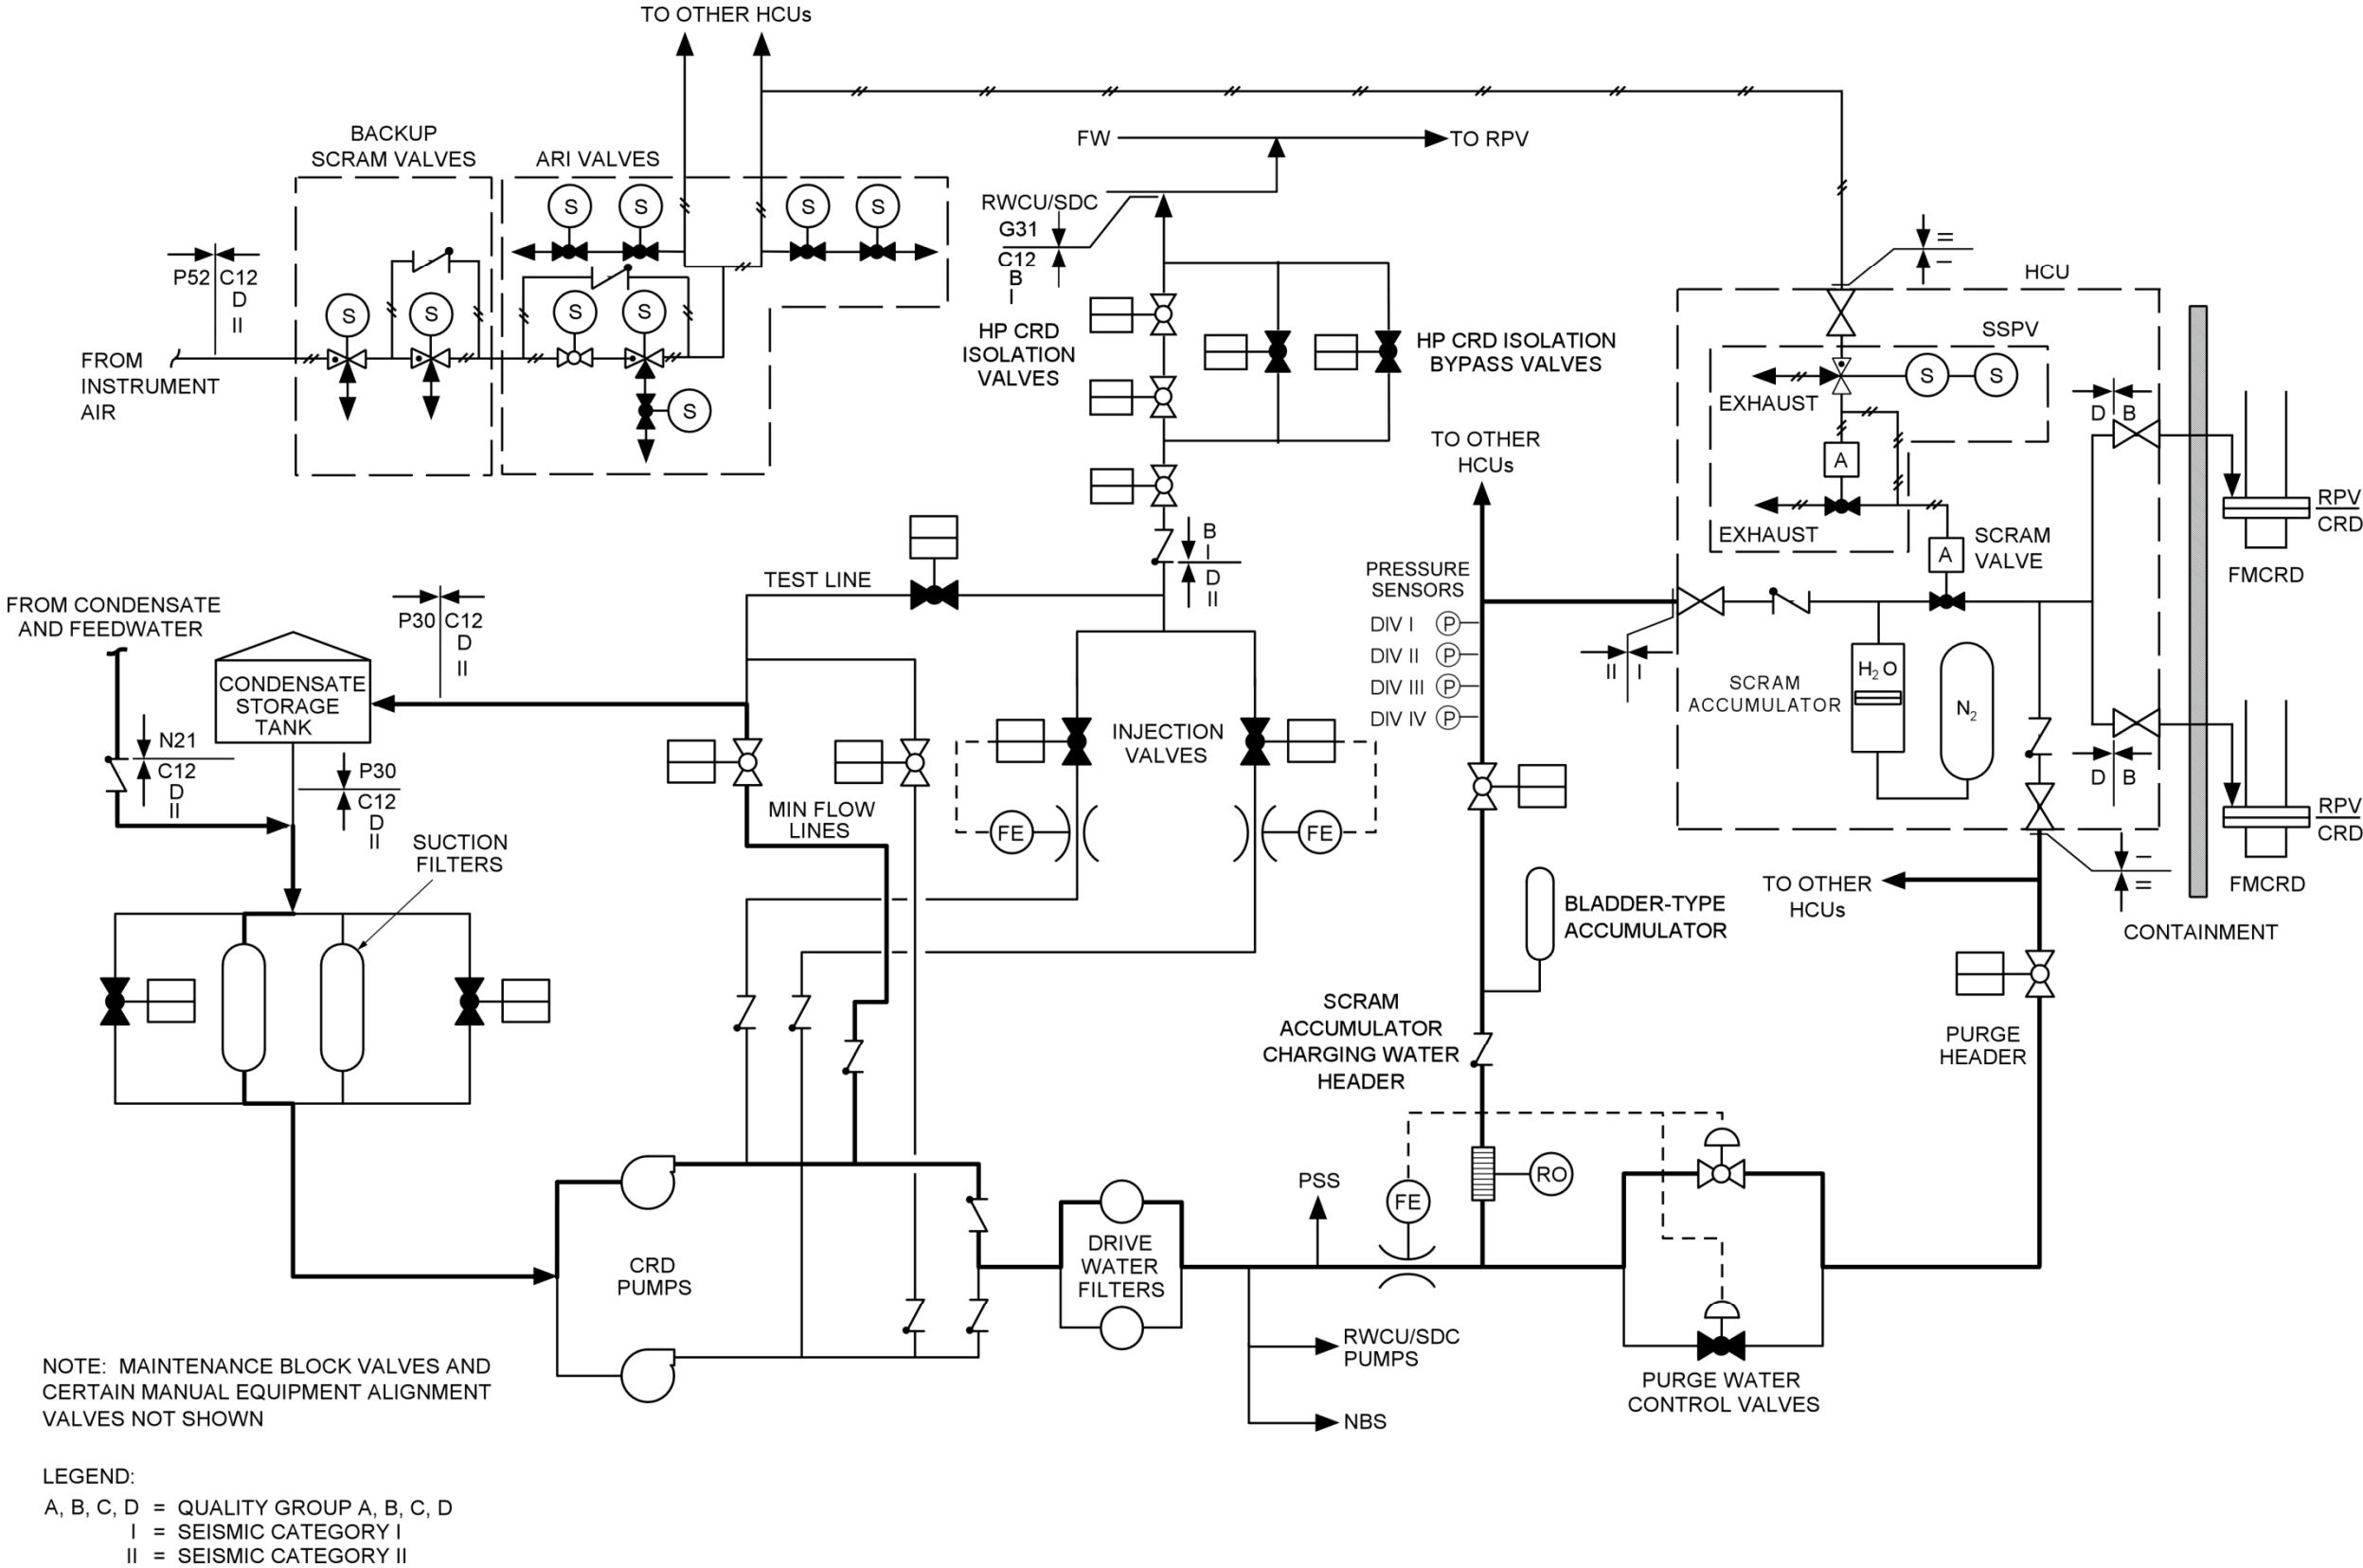 TO OTHER HCUs
BACKUP
SCRAM VALVES
ARI VALVES
S
S
S
S
S
S
S
S
S
P52
C12
D
II
FROM
INSTRUMENT
AIR
FW
TO RPV
RWCU/SDC
G31
C12
B
I
HP CRD
ISOLATION
VALVES
HP CRD ISOLATION
BYPASS VALVES
II
I
HCU
SSPV
S
S
EXHAUST
A
EXHAUST
SCRAM
VALVE
A
D
B
RPV
CRD
FMCRD
TO OTHER
HCUs
B
I
D
II
TEST LINE
PRESSURE
SENSORS
DIV I P
DIV II P
DIV III P
DIV IV P
II
I
SCRAM
ACCUMULATOR
H2O
N2
D
B
RPV
CRD
FMCRD
I
II
CONTAINMENT
FROM CONDENSATE
AND FEEDWATER
P30
C12
D
II
CONDENSATE
STORAGE
TANK
N21
C12
D
II
P30
C12
D
II
SUCTION
FILTERS
MIN FLOW
LINES
INJECTION
VALVES
FE
FE
BLADDER-TYPE
ACCUMULATOR
TO OTHER
HCUs
SCRAM
ACCUMULATOR
CHARGING WATER
HEADER
PURGE
HEADER
CRD
PUMPS
DRIVE
WATER
FILTERS
PSS
FE
RO
RWCU/SDC
PUMPS
NBS
PURGE WATER
CONTROL VALVES
NOTE: MAINTENANCE BLOCK VALVES AND
CERTAIN MANUAL EQUIPMENT ALIGNMENT
VALVES NOT SHOWN
LEGEND:
A, B, C, D = QUALITY GROUP A, B, C, D
I = SEISMIC CATEGORY I
II = SEISMIC CATEGORY II